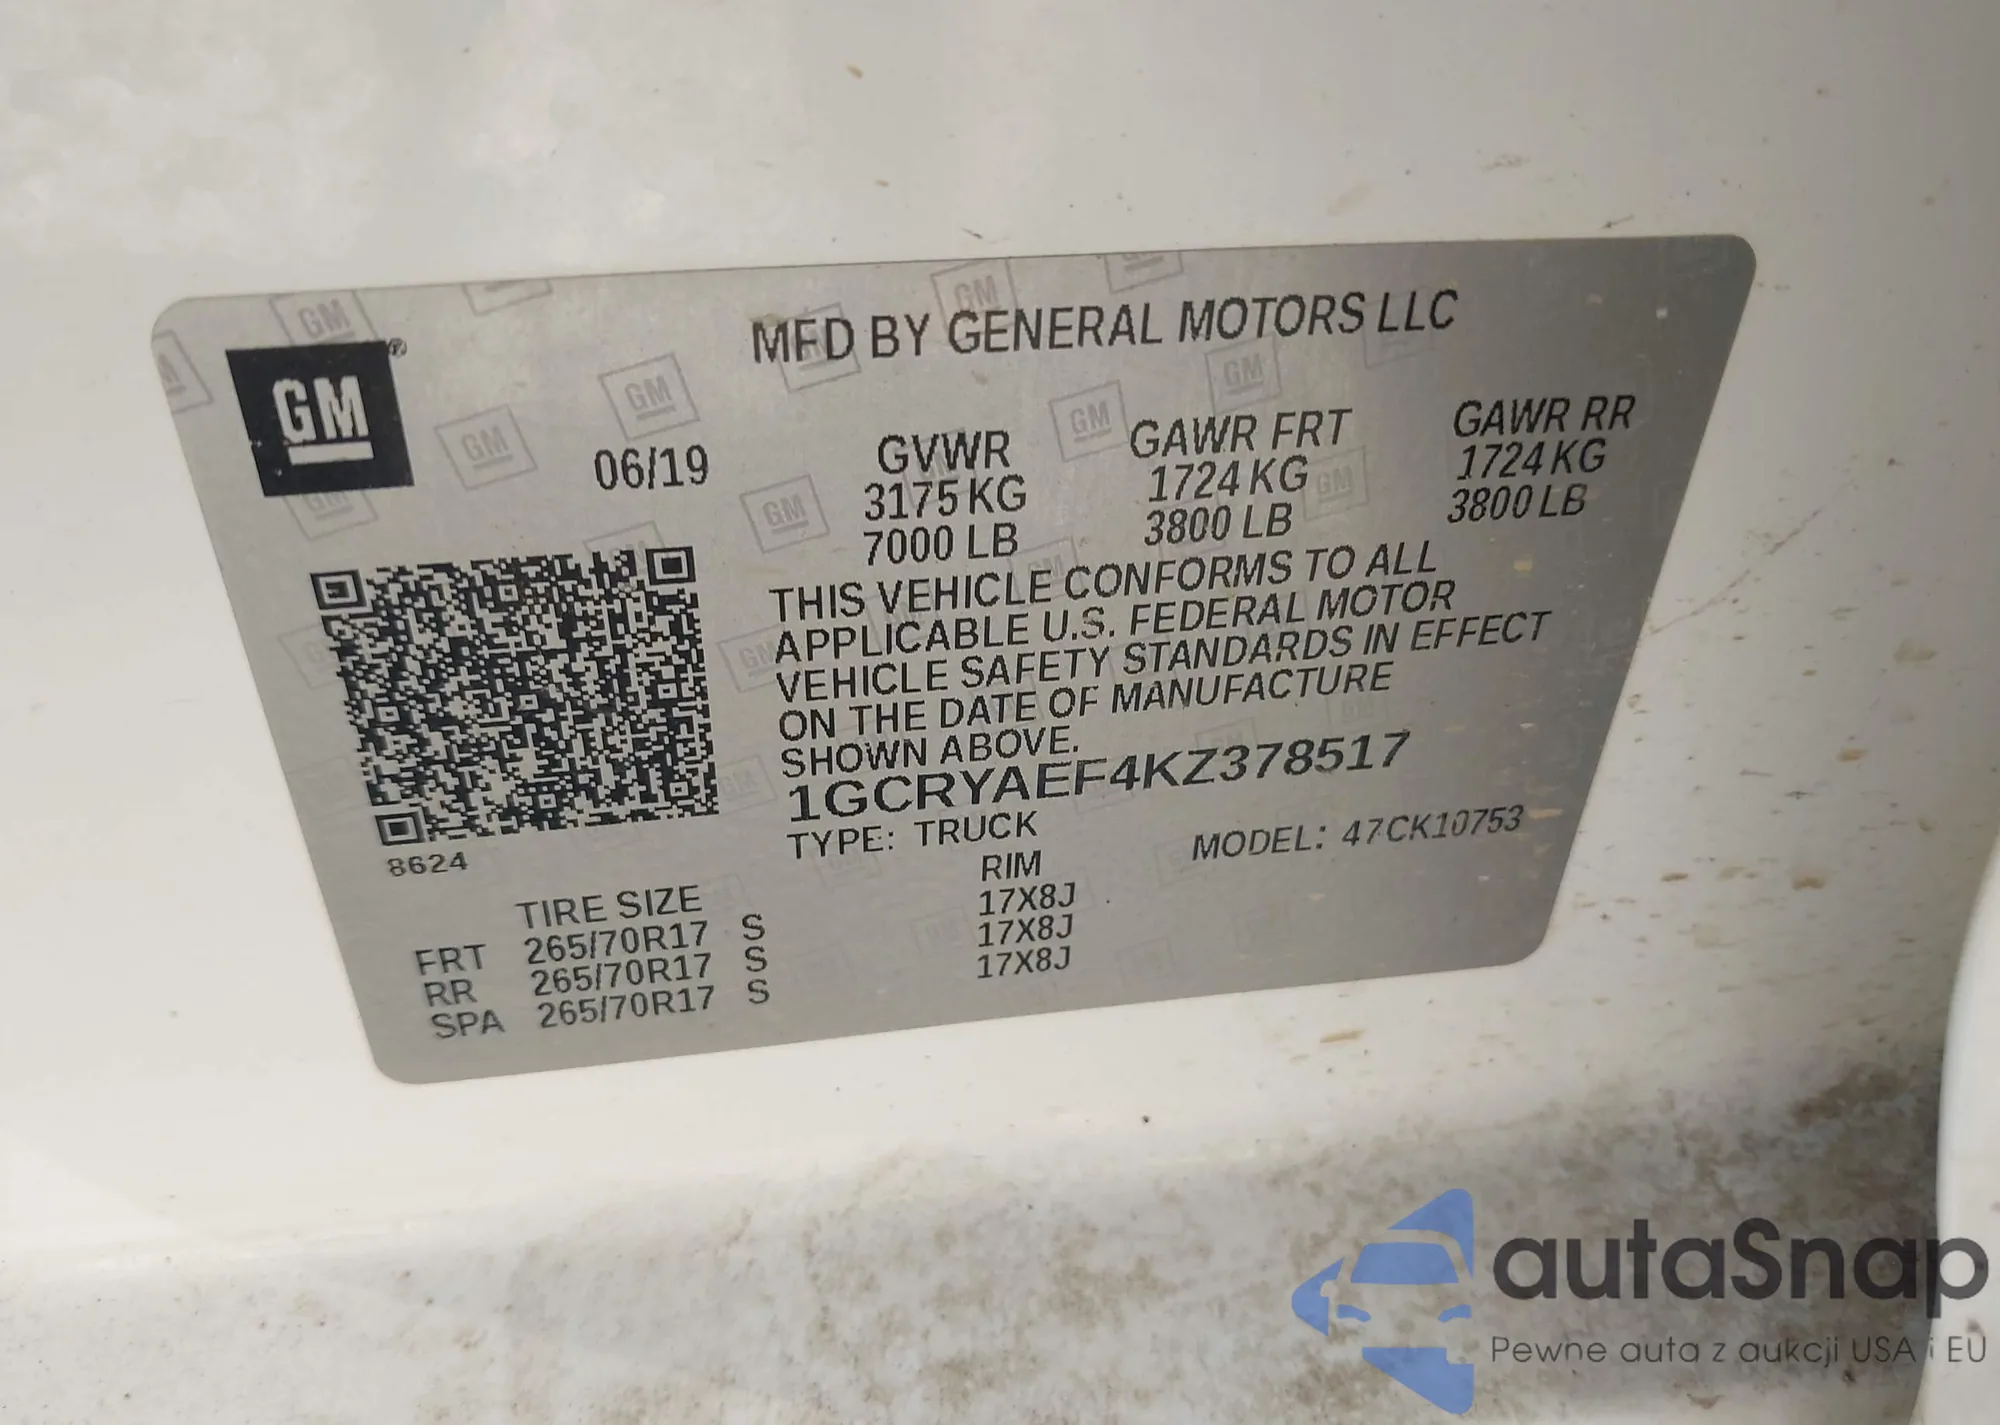 GM®
MFD BY GENERAL MOTORS LLC
06/19
GVWR GAWR FRT GAWR RR
3175 KG 1724 KG 1724 KG
7000 LB 3800 LB 3800 LB
THIS VEHICLE CONFORMS TO ALL
APPLICABLE U.S. FEDERAL MOTOR
VEHICLE SAFETY STANDARDS IN EFFECT
ON THE DATE OF MANUFACTURE
SHOWN ABOVE.
1GCRYAEF4KZ378517
TYPE: TRUCK MODEL: 47CK10753
8624
TIRE SIZE RIM
FRT 265/70R17 S 17X8J
RR 265/70R17 S 17X8J
SPA 265/70R17 S 17X8J
autaSnap
Pewne auta z aukcji USA i EU